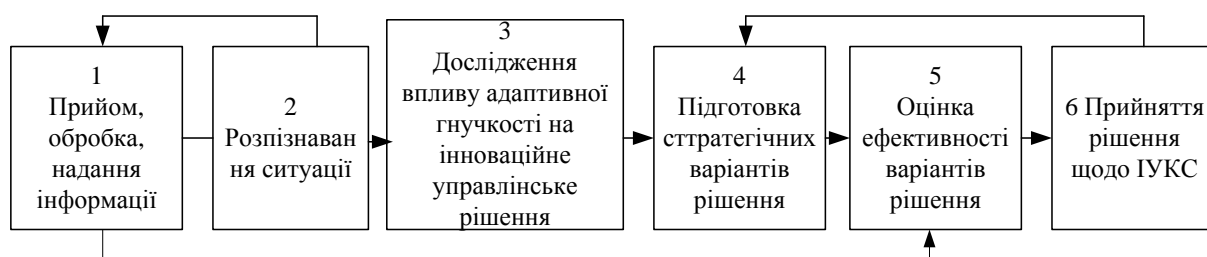 1
Прийом,
обробка,
надання
інформації
2
Розпізнаван
ня ситуації
3
Дослідження
впливу адаптивної
гнучкості на
інноваційне
управлінське
рішення
4
Підготовка
сттратегічних
варіантів
рішення
5
Оцінка
ефективності
варіантів
рішення
6 Прийняття
рішення
щодо ІУКС